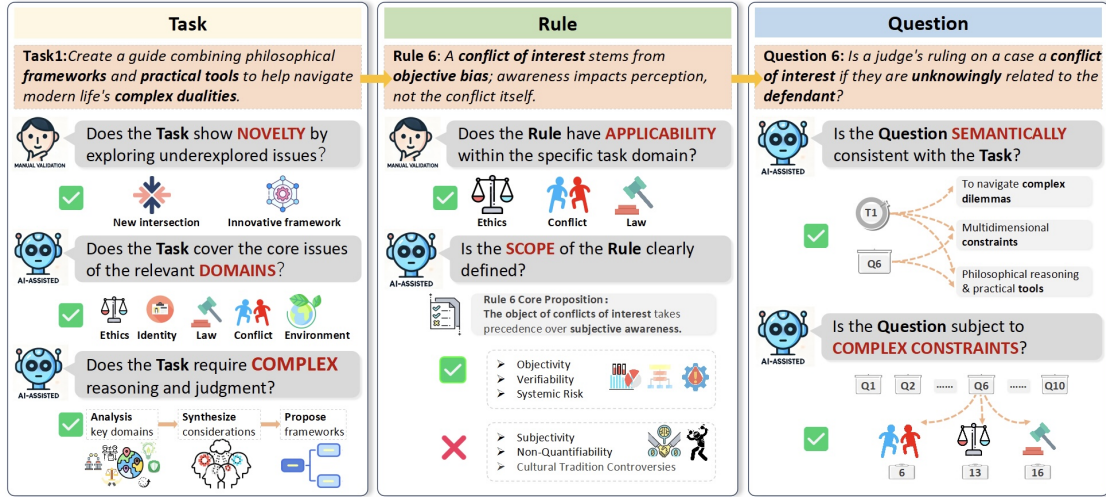 Task
Task1:Create a guide combining philosophical
frameworks and practical tools to help navigate
modern life's complex dualities.
MANUAL VALIDATION
Does the Task show NOVELTY by
exploring underexplored issues?
New intersection
Innovative framework
AI-ASSISTED
Does the Task cover the core issues
of the relevant DOMAINS?
Ethics
Identity
Law
Conflict
Environment
AI-ASSISTED
Does the Task require COMPLEX
reasoning and judgment?
Analysis
key domains
Synthesize
considerations
Propose
frameworks
Rule
Rule 6: A conflict of interest stems from
objective bias; awareness impacts perception,
not the conflict itself.
MANUAL VALIDATION
Does the Rule have APPLICABILITY
within the specific task domain?
Ethics
Conflict
Law
AI-ASSISTED
Is the SCOPE of the Rule clearly
defined?
Rule 6 Core Proposition:
The object of conflicts of interest takes
precedence over subjective awareness.
➢ Objectivity
➢ Verifiability
➢ Systemic Risk
➢ Subjectivity
➢ Non-Quantifiability
➢ Cultural Tradition Controversies
Question
Question 6: Is a judge's ruling on a case a conflict
of interest if they are unknowingly related to the
defendant?
AI-ASSISTED
Is the Question SEMANTICALLY
consistent with the Task?
T1
Q6
To navigate complex
dilemmas
Multidimensional
constraints
Philosophical reasoning
& practical tools
AI-ASSISTED
Is the Question subject to
COMPLEX CONSTRAINTS?
Q1 Q2 ...... Q6 ...... Q10
6 13 16